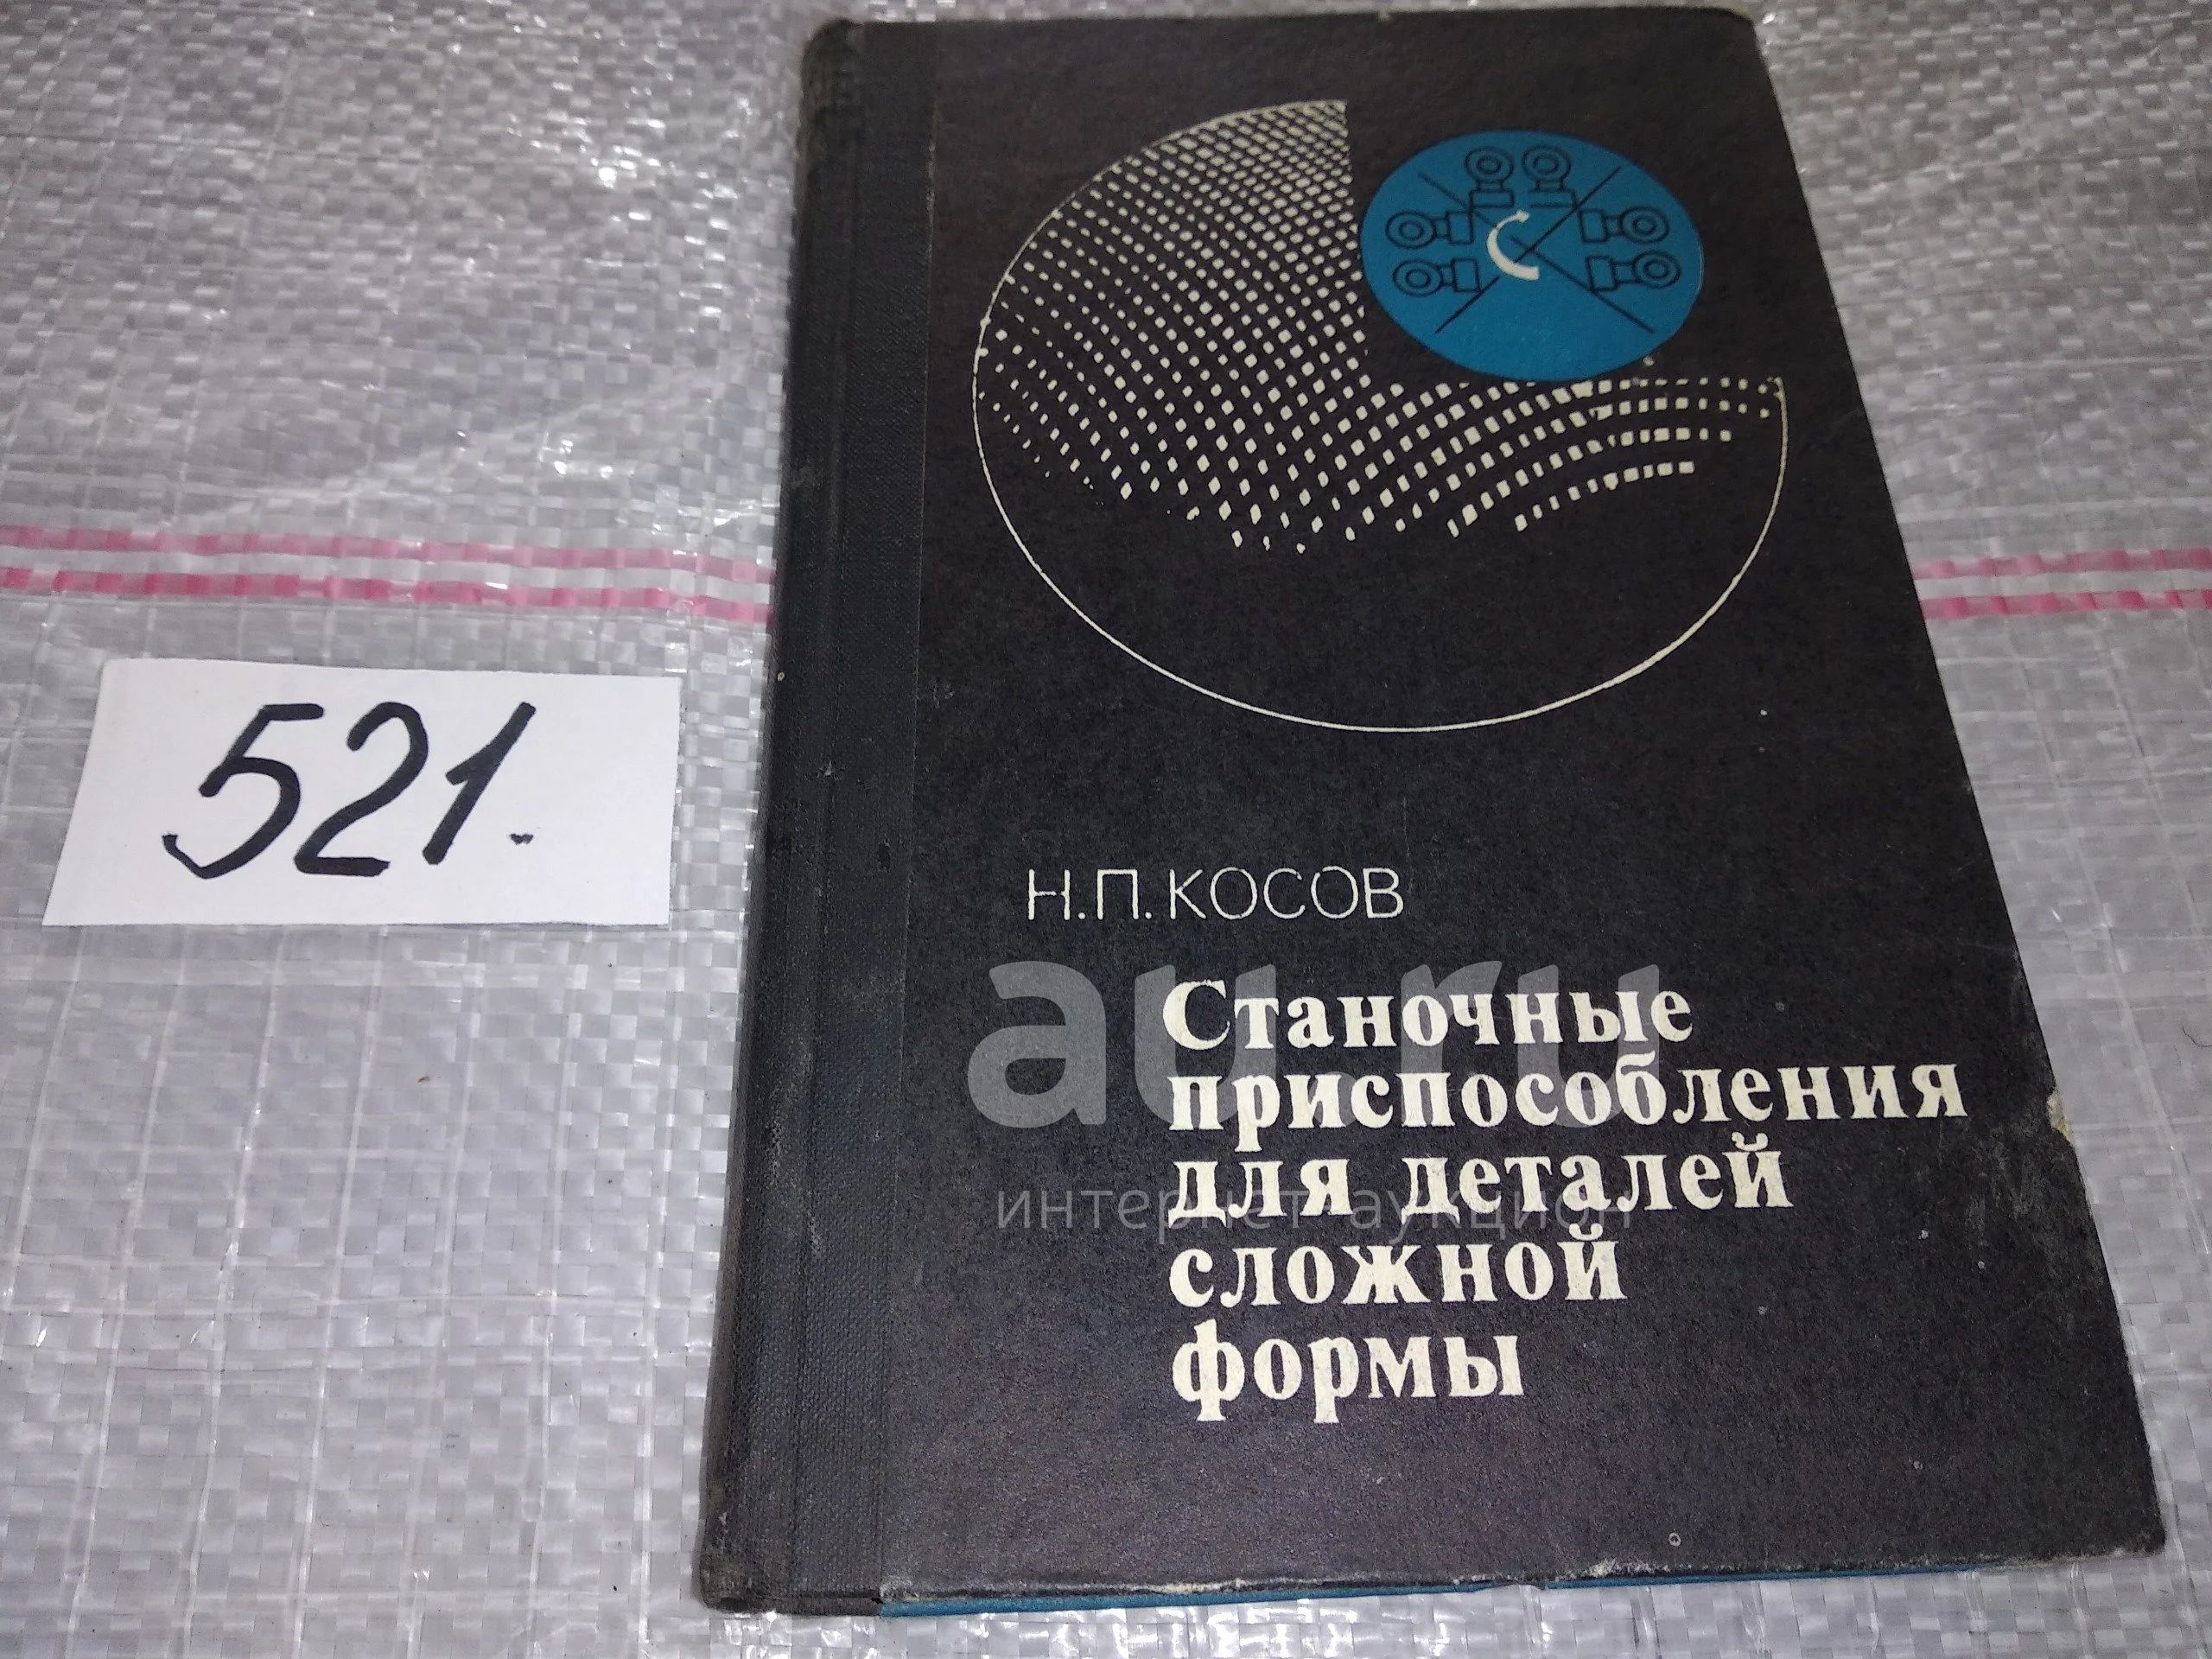 521.
Н.П.КОСОВ
Станочные
приспособления
для деталей
сложной
формы
au.ru
интернет аукцион